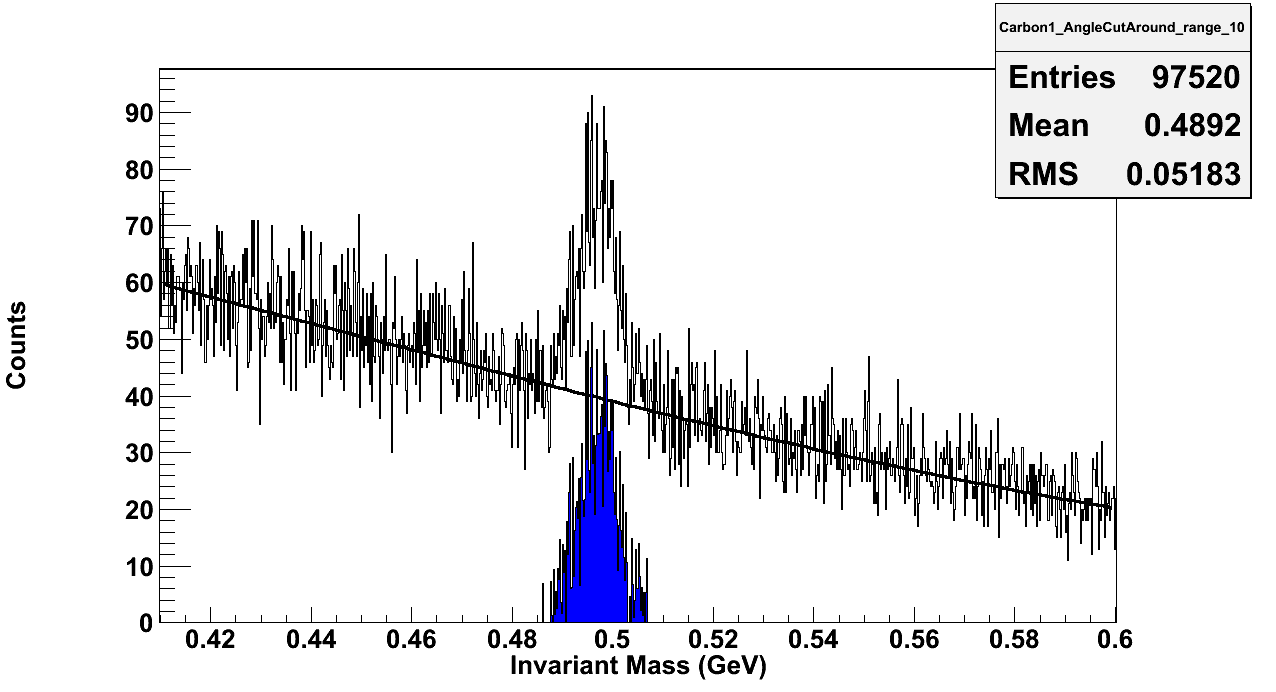 Carbon1_AngleCutAround_range_10
Entries 97520
Mean 0.4892
RMS 0.05183
Counts
90
80
70
60
50
40
30
20
10
0
0.42 0.44 0.46 0.48 0.5 0.52 0.54 0.56 0.58 0.6
Invariant Mass (GeV)